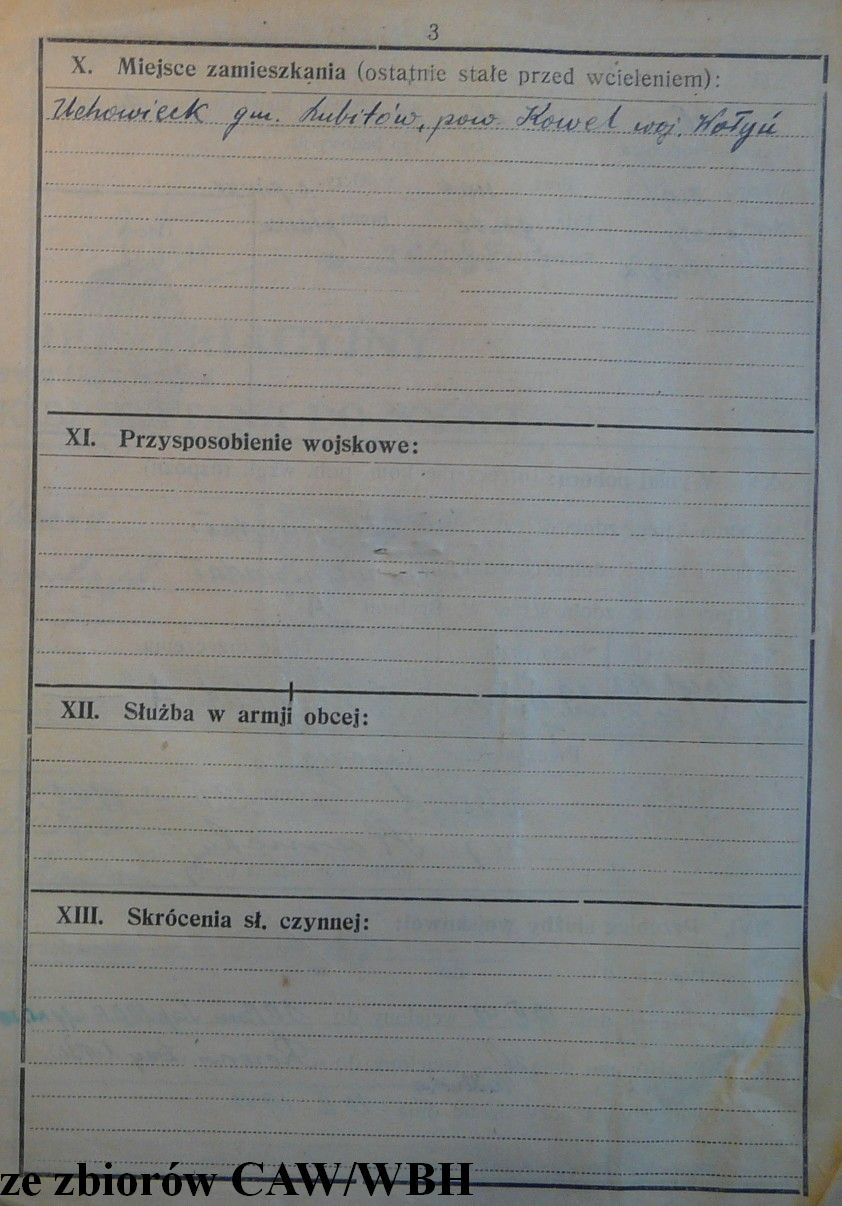 3
X. Miejsce zamieszkania (ostatnie stałe przed wcieleniem):
Uchowieck gm. Lubitów, pow. Kowel woj. Wołyń
XI. Przysposobienie wojskowe:
XII. Służba w armji obcej:
XIII. Skrócenia sł. czynnej:
ze zbiorów CAW/WBH